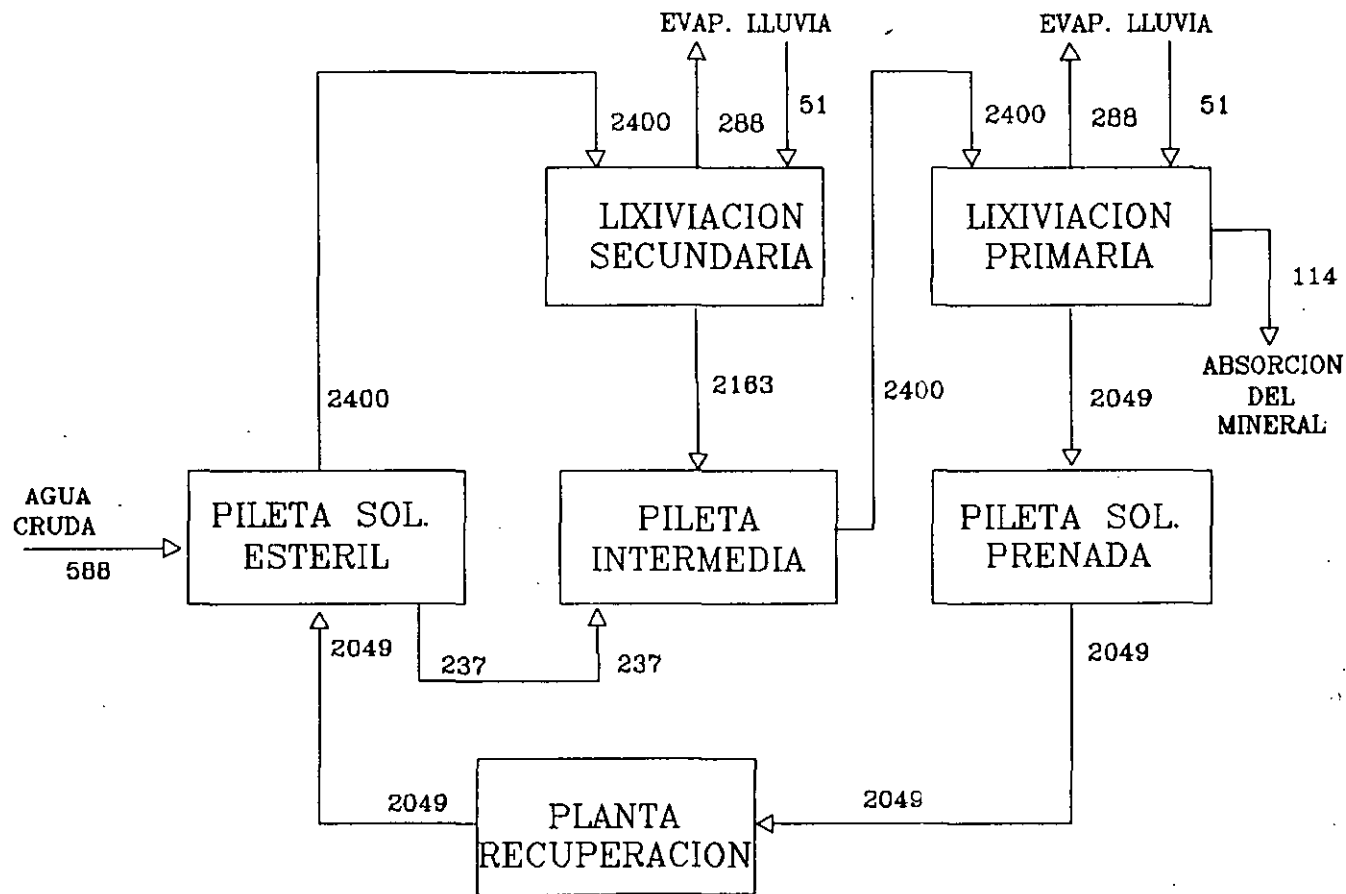 EVAP. LLUVIA
EVAP. LLUVIA
2400
288
51
2400
288
51
LIXIVIACION
SECUNDARIA
LIXIVIACION
PRIMARIA
114
ABSORCION
DEL
MINERAL
2400
2163
2400
2049
AGUA
CRUDA
588
PILETA SOL.
ESTERIL
PILETA
INTERMEDIA
PILETA SOL.
PRENADA
2049
237
237
2049
2049
2049
PLANTA
RECUPERACION